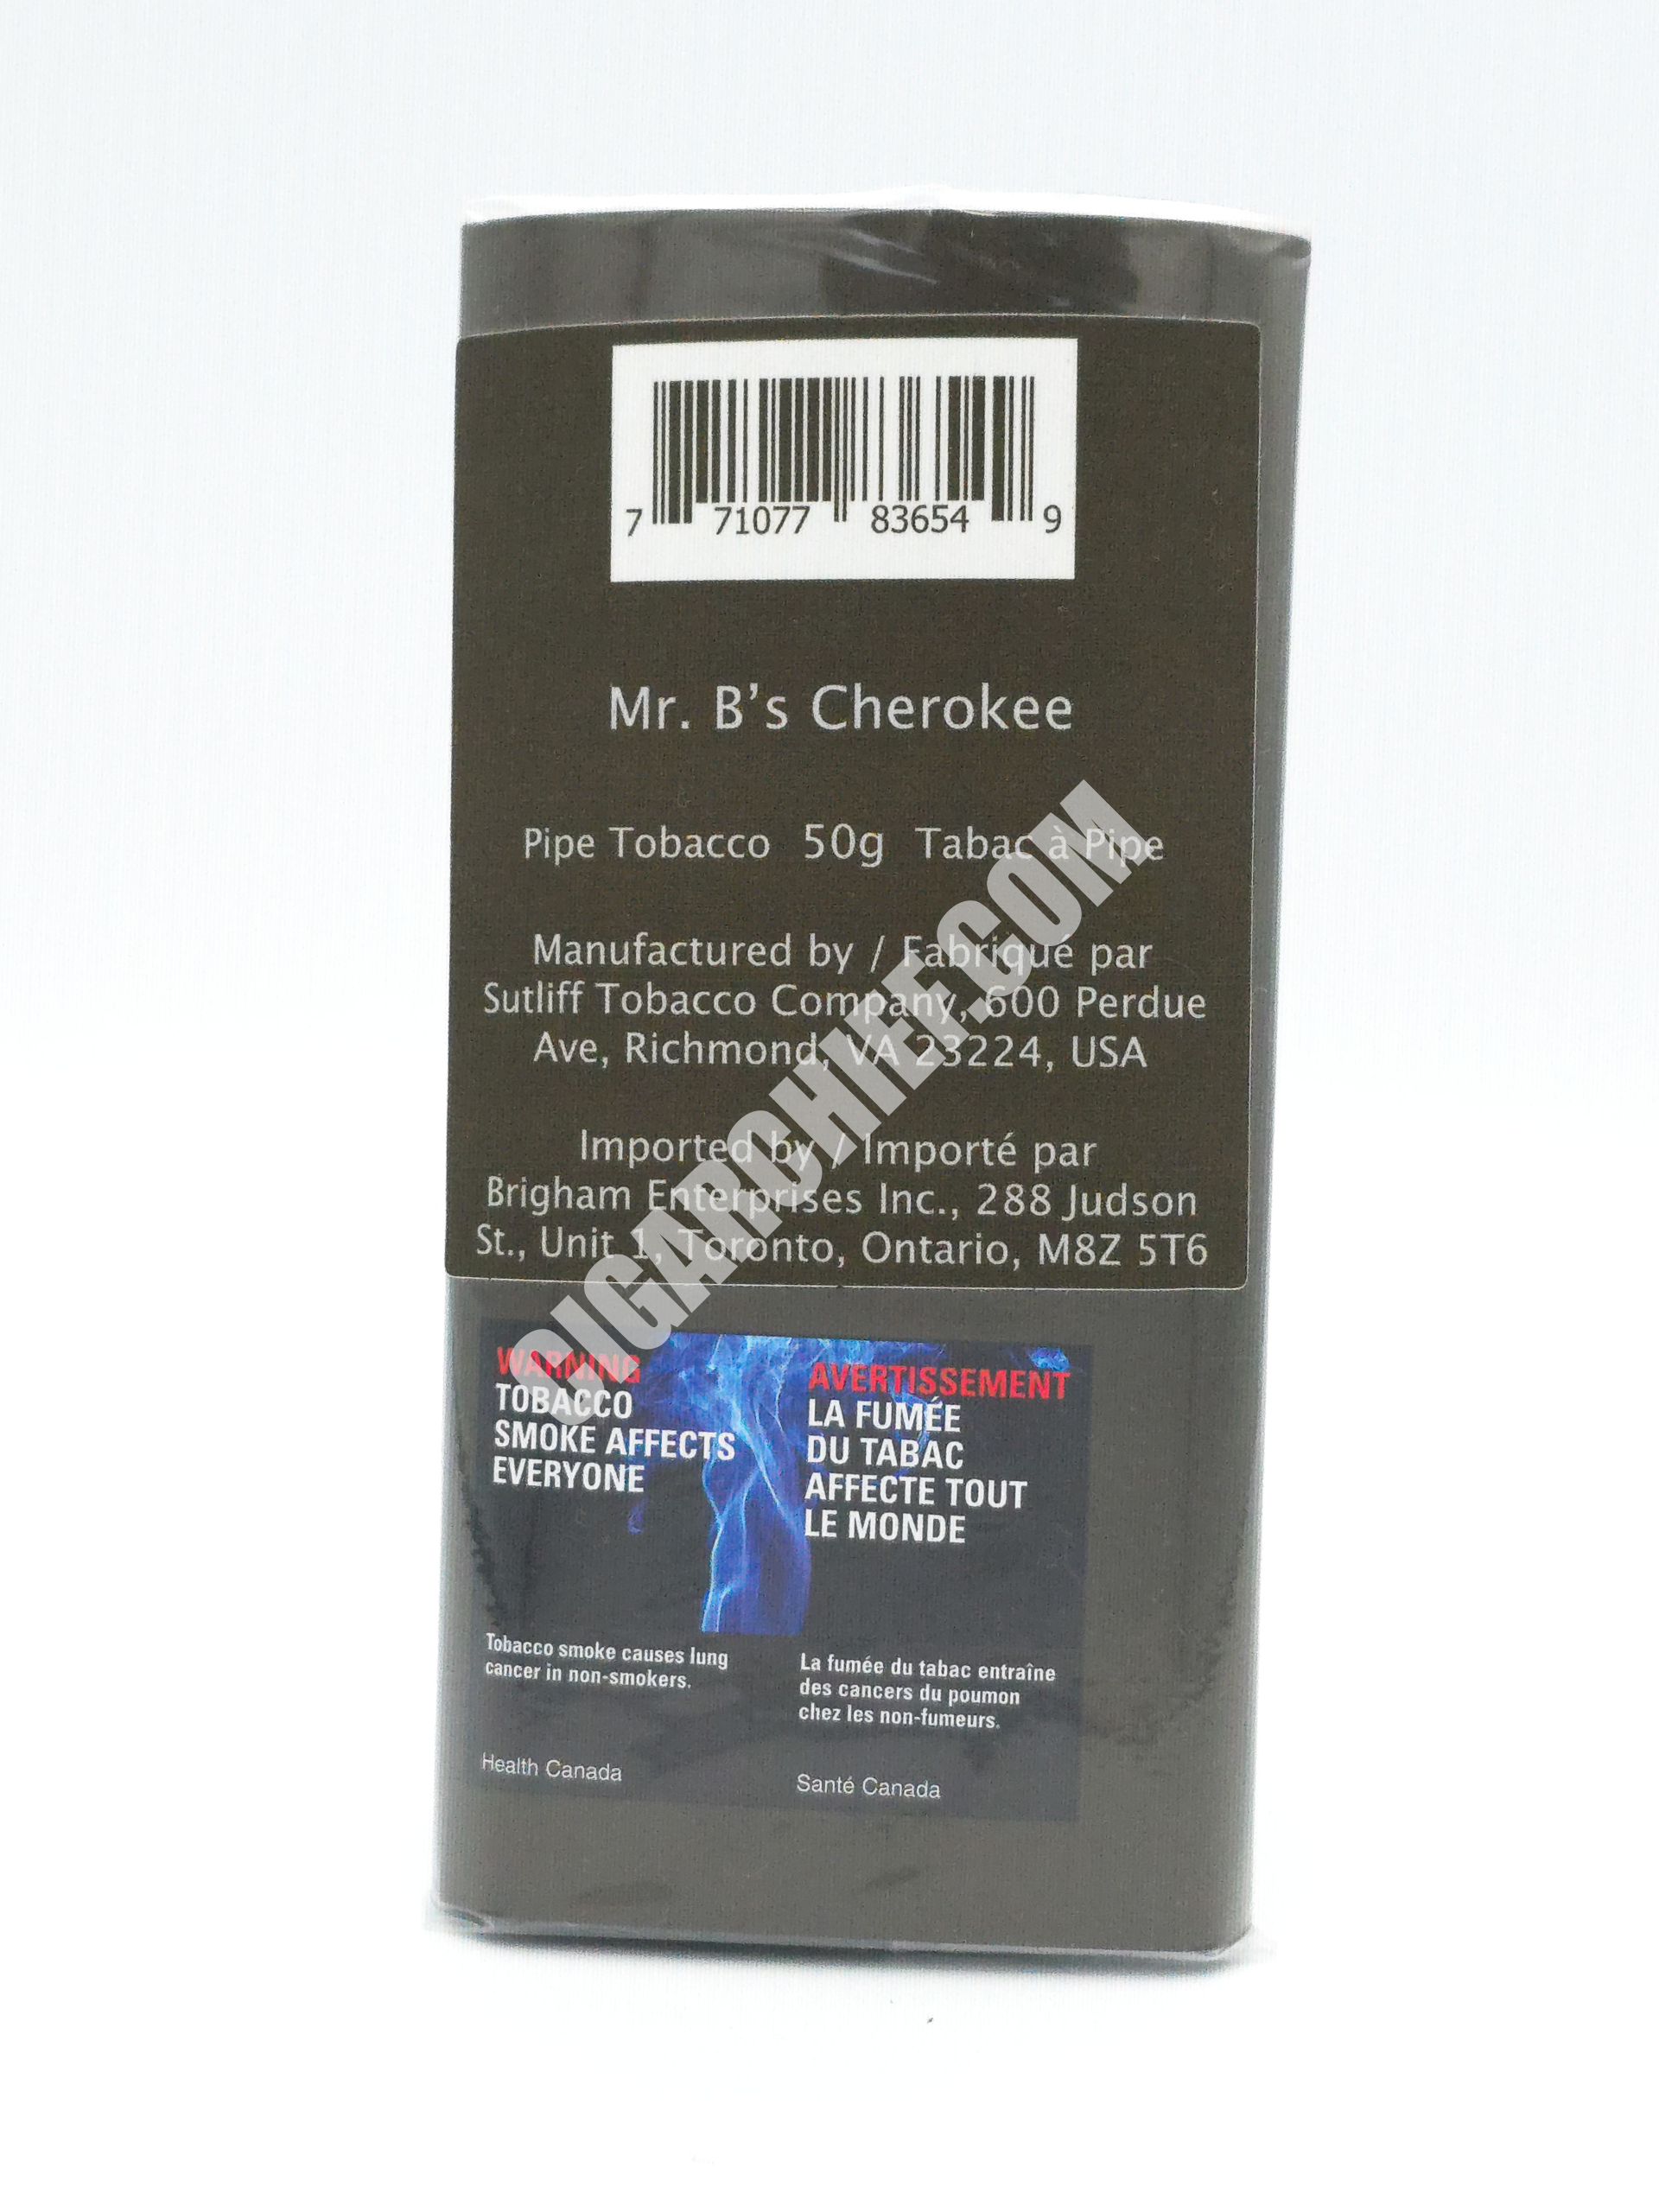 7 71077 83654 9
Mr. B's Cherokee
Pipe Tobacco 50g Tabac à Pipe
Manufactured by / Fabriqué par
Sutliff Tobacco Company, 600 Perdue
Ave, Richmond, VA 23224, USA
Imported by / Importé par
Brigham Enterprises Inc., 288 Judson
St., Unit 1, Toronto, Ontario, M8Z 5T6
CIGARCHIEF.COM
WARNING
TOBACCO
SMOKE AFFECTS
EVERYONE
Tobacco smoke causes lung
cancer in non-smokers.
Health Canada
AVERTISSEMENT
LA FUMÉE
DU TABAC
AFFECTE TOUT
LE MONDE
La fumée du tabac entraîne
des cancers du poumon
chez les non-fumeurs.
Santé Canada